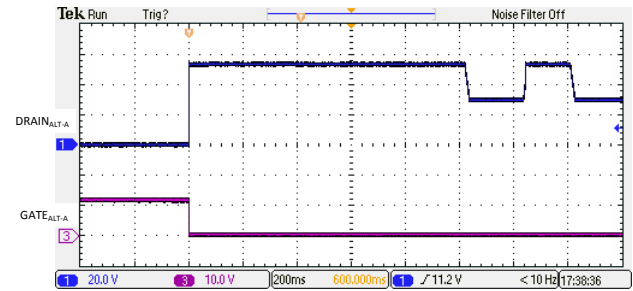 Tek Run Trig? Noise Filter Off
T
DRAINALT-A
1
GATEALT-A
3
1 20.0 V 3 10.0 V 200ms 600.000ms 1 11.2 V < 10 Hz 17:38:36